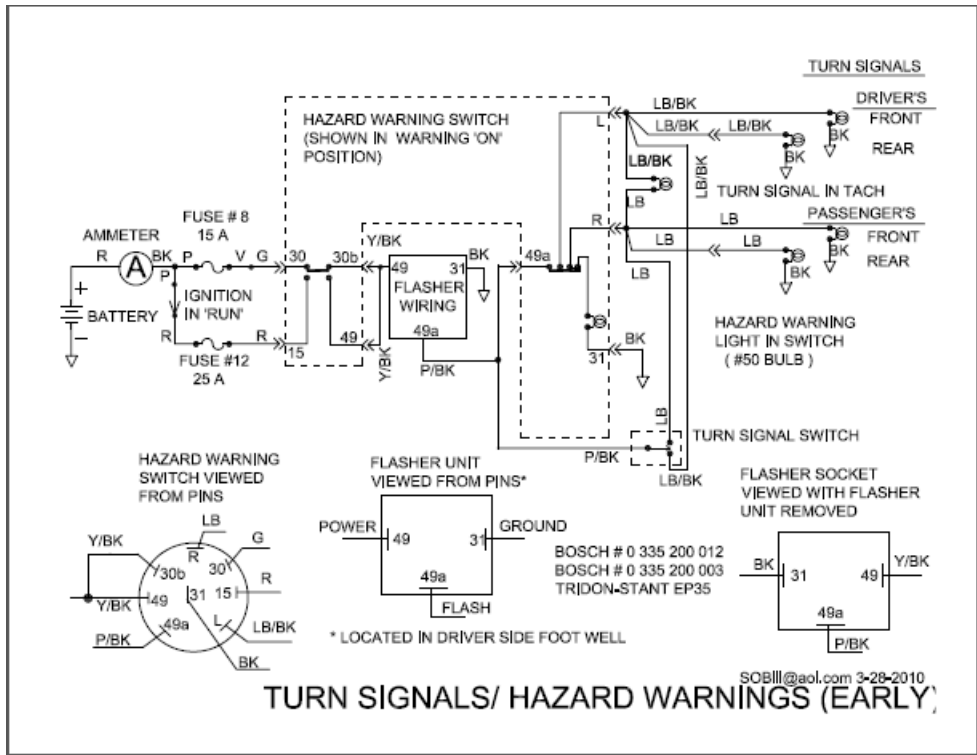 TURN SIGNALS
HAZARD WARNING SWITCH
(SHOWN IN WARNING 'ON'
POSITION)
L
LB/BK
DRIVER'S
FRONT
BK
LB/BK
LB/BK
BK
REAR
LB/BK
LB/BK
LB
TURN SIGNAL IN TACH
FUSE # 8
15 A
AMMETER
R
A
BK
P
P
V
G
30
30b
Y/BK
49
31
BK
FLASHER
WIRING
49a
49a
R
LB
PASSENGER'S
FRONT
BK
LB
LB
BK
REAR
LB
+
BATTERY
−
IGNITION
IN 'RUN'
R
FUSE #12
25 A
R
15
49
Y/BK
P/BK
31
BK
HAZARD WARNING
LIGHT IN SWITCH
( #50 BULB )
LB
P/BK
TURN SIGNAL SWITCH
LB/BK
HAZARD WARNING
SWITCH VIEWED
FROM PINS
LB
G
Y/BK
R
30b
30
R
Y/BK
49
31
15
49a
L
P/BK
LB/BK
BK
FLASHER UNIT
VIEWED FROM PINS*
POWER
49
31
GROUND
49a
FLASH
* LOCATED IN DRIVER SIDE FOOT WELL
BOSCH # 0 335 200 012
BOSCH # 0 335 200 003
TRIDON-STANT EP35
FLASHER SOCKET
VIEWED WITH FLASHER
UNIT REMOVED
BK
31
49
Y/BK
49a
P/BK
SOBIII@aol.com 3-28-2010
TURN SIGNALS/ HAZARD WARNINGS (EARLY)